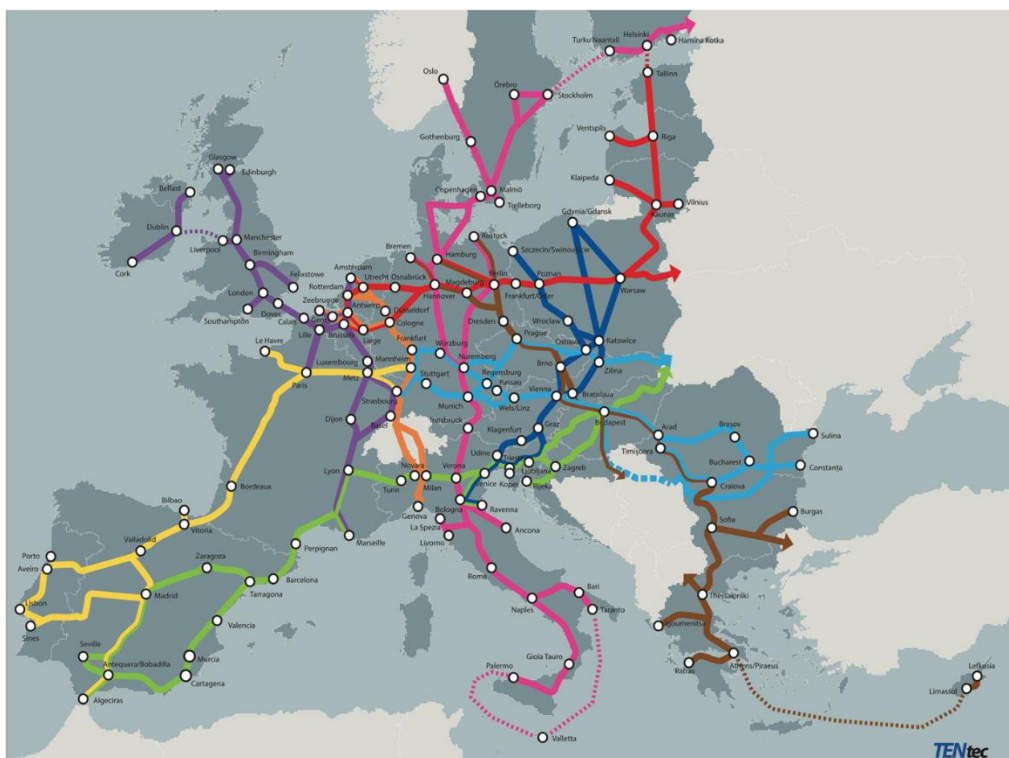 Turku Naantali
Helsinki
Hamina Kotka
Tallinn
Oslo
Örebro
Stockholm
Ventspils
Riga
Gothenburg
Glasgow
Edinburgh
Klaipeda
Vilnius
Kaunas
Belfast
Copenhagen
Malmö
Trelleborg
Gdynia/Gdansk
Dublin
Manchester
Liverpool
Cork
Birmingham
Felixstowe
London
Southampton
Dover
Calais
Bremen
Rostock
Hamburg
Szczecin/Swinoujście
Amsterdam
Utrecht
Osnabrück
Magdeburg
Berlin
Poznan
Rotterdam
Hannover
Frankfurt/Oder
Warsaw
Zeebrugge
Antwerp
Düsseldorf
Dresden
Wroclaw
Cologne
Lille
Brussels
Liège
Katowice
Ostrava
Prague
Le Havre
Frankfurt
Würzburg
Luxembourg
Mannheim
Nuremberg
Brno
Zilina
Paris
Metz
Stuttgart
Regensburg
Passau
Vienna
Strasbourg
Munich
Wels/Linz
Bratislava
Dijon
Basel
Innsbruck
Klagenfurt
Graz
Budapest
Arad
Braşov
Sulina
Timişoara
Udine
Lyon
Novara
Verona
Venice
Koper
Ljubljana
Zagreb
Rijeka
Bucharest
Constanţa
Turin
Milan
Craiova
Bordeaux
Genova
Bologna
Ravenna
Bilbao
Vitoria
La Spezia
Ancona
Livorno
Marseille
Sofia
Burgas
Porto
Valladolid
Zaragoza
Perpignan
Aveiro
Rome
Madrid
Barcelona
Tarragona
Bari
Taranto
Naples
Thessaloniki
Lisbon
Sines
Valencia
Seville
Murcia
Antequera/Bobadilla
Cartagena
Gioia Tauro
Palermo
Patras
Athens/Piraeus
Lefkosia
Limassol
Algeciras
Valletta
TENtec